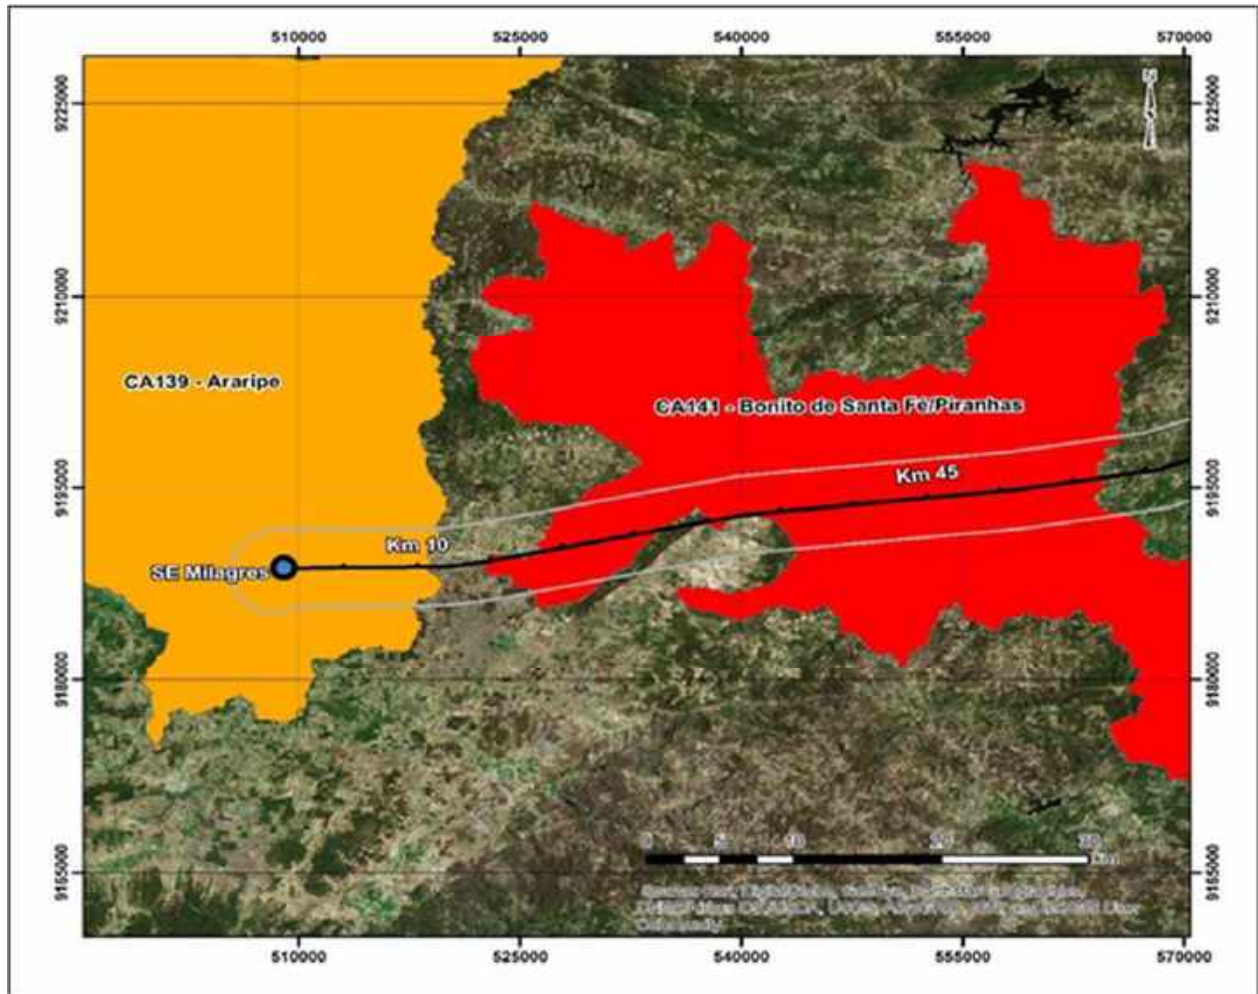 510000 525000 540000 555000 570000
N
9225000 9225000
9210000 9210000
CA139 - Araripe
CA141 - Bonito de Santa Fé/Piranhas
9195000 9195000
Km 45
Km 10
SE Milagres
9180000 9180000
0 5 10 20 30
Km
9165000 9165000
Community
510000 525000 540000 555000 570000